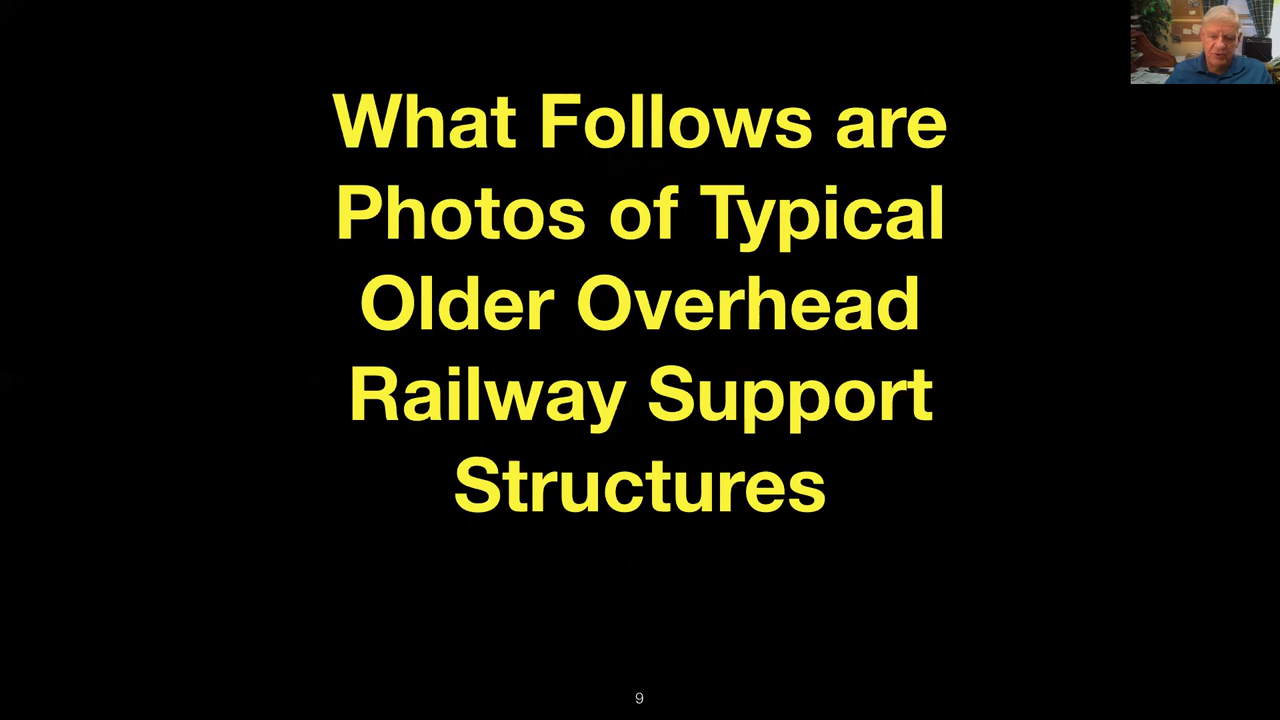 What Follows are
Photos of Typical
Older Overhead
Railway Support
Structures
9